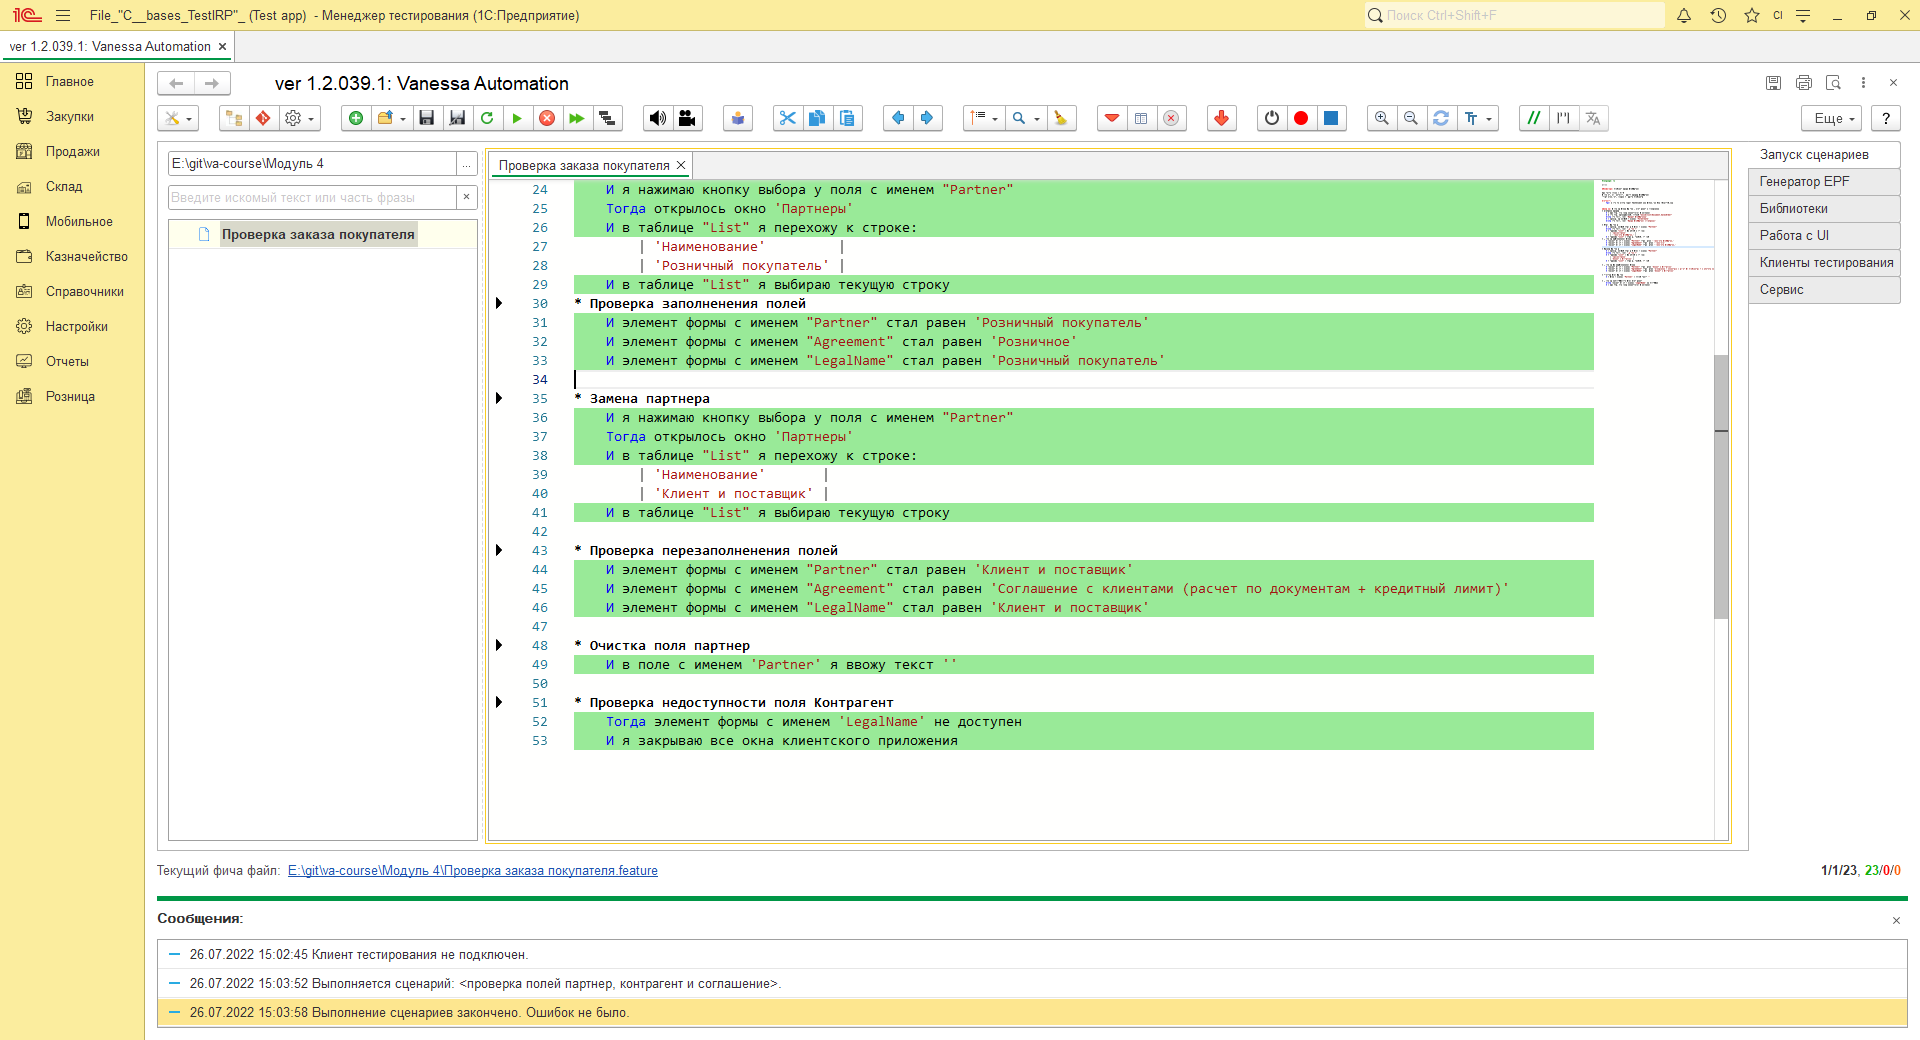 File_"C__bases_TestIRP"_ (Test app) - Менеджер тестирования (1С:Предприятие)
Поиск Ctrl+Shift+F
CI
ver 1.2.039.1: Vanessa Automation
Главное
Закупки
Продажи
Склад
Мобильное
Казначейство
Справочники
Настройки
Отчеты
Розница
ver 1.2.039.1: Vanessa Automation
Еще
?
E:\git\va-course\Модуль 4
...
Введите искомый текст или часть фразы
Проверка заказа покупателя
Проверка заказа покупателя
24 И я нажимаю кнопку выбора у поля с именем "Partner"
25 Тогда открылось окно 'Партнеры'
26 И в таблице "List" я перехожу к строке:
27 | 'Наименование' |
28 | 'Розничный покупатель' |
29 И в таблице "List" я выбираю текущую строку
30 * Проверка заполненения полей
31 И элемент формы с именем "Partner" стал равен 'Розничный покупатель'
32 И элемент формы с именем "Agreement" стал равен 'Розничное'
33 И элемент формы с именем "LegalName" стал равен 'Розничный покупатель'
34
35 * Замена партнера
36 И я нажимаю кнопку выбора у поля с именем "Partner"
37 Тогда открылось окно 'Партнеры'
38 И в таблице "List" я перехожу к строке:
39 | 'Наименование' |
40 | 'Клиент и поставщик' |
41 И в таблице "List" я выбираю текущую строку
42
43 * Проверка перезаполненения полей
44 И элемент формы с именем "Partner" стал равен 'Клиент и поставщик'
45 И элемент формы с именем "Agreement" стал равен 'Соглашение с клиентами (расчет по документам + кредитный лимит)'
46 И элемент формы с именем "LegalName" стал равен 'Клиент и поставщик'
47
48 * Очистка поля партнер
49 И в поле с именем 'Partner' я ввожу текст ''
50
51 * Проверка недоступности поля Контрагент
52 Тогда элемент формы с именем 'LegalName' не доступен
53 И я закрываю все окна клиентского приложения
Запуск сценариев
Генератор EPF
Библиотеки
Работа с UI
Клиенты тестирования
Сервис
Текущий фича файл: E:\git\va-course\Модуль 4\Проверка заказа покупателя.feature
1/1/23, 23/0/0
Сообщения:
26.07.2022 15:02:45 Клиент тестирования не подключен.
26.07.2022 15:03:52 Выполняется сценарий: <проверка полей партнер, контрагент и соглашение>.
26.07.2022 15:03:58 Выполнение сценариев закончено. Ошибок не было.